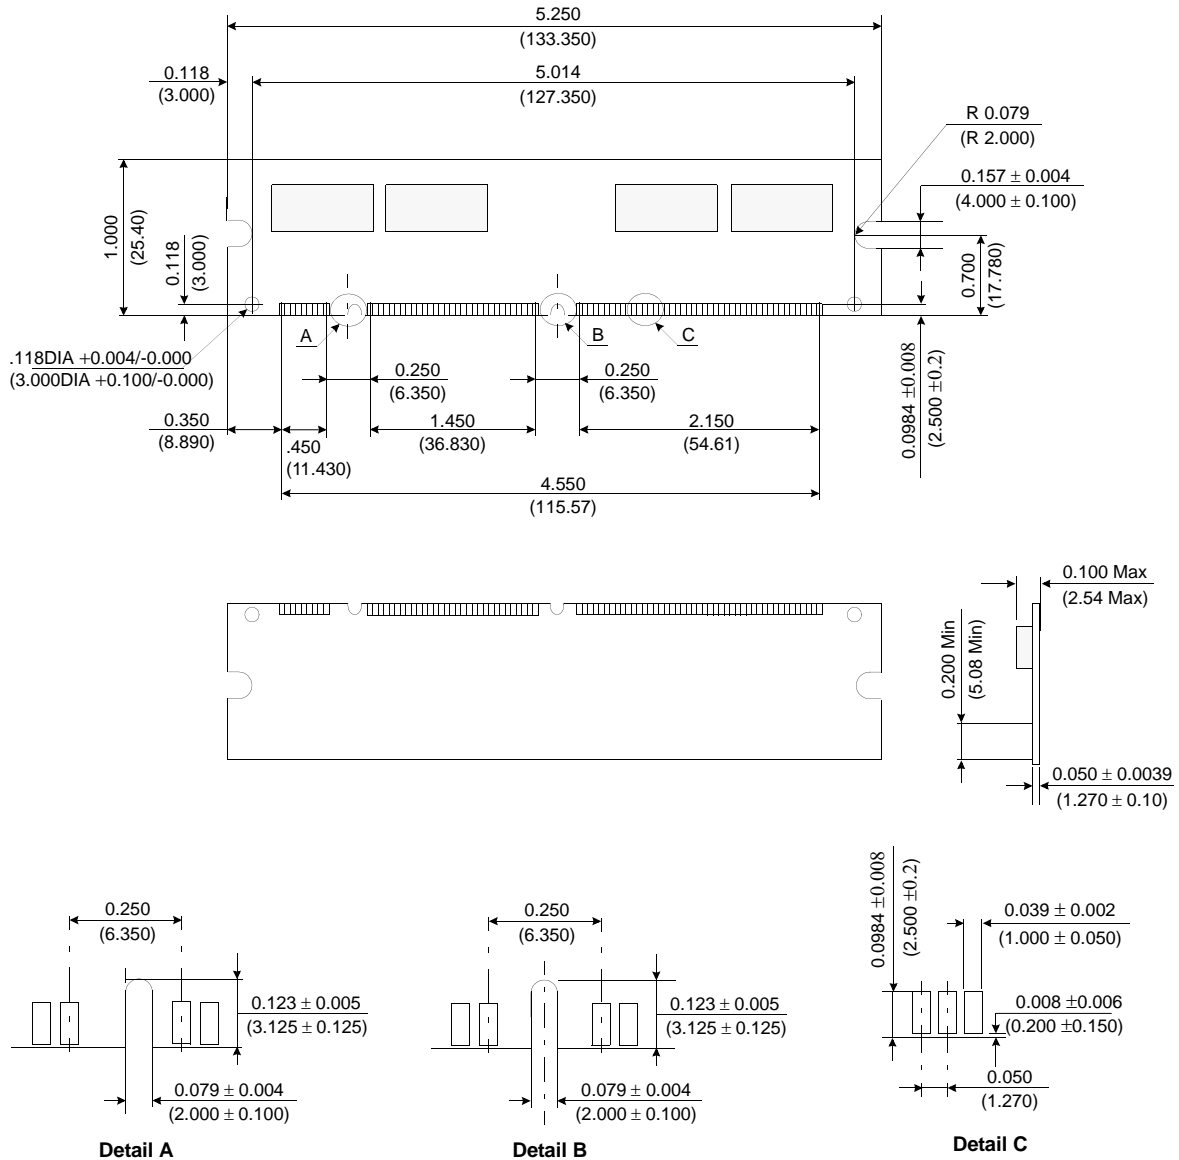 5.250
(133.350)
0.118
(3.000)
5.014
(127.350)
R 0.079
(R 2.000)
0.157 ± 0.004
(4.000 ± 0.100)
1.000
(25.40)
0.118
(3.000)
0.700
(17.780)
A
B
C
.118DIA +0.004/-0.000
(3.000DIA +0.100/-0.000)
0.250
(6.350)
0.250
(6.350)
0.0984 ±0.008
(2.500 ±0.2)
0.350
(8.890)
.450
(11.430)
1.450
(36.830)
2.150
(54.61)
4.550
(115.57)
0.100 Max
(2.54 Max)
0.200 Min
(5.08 Min)
0.050 ± 0.0039
(1.270 ± 0.10)
0.250
(6.350)
0.123 ± 0.005
(3.125 ± 0.125)
0.079 ± 0.004
(2.000 ± 0.100)
Detail A
0.250
(6.350)
0.123 ± 0.005
(3.125 ± 0.125)
0.079 ± 0.004
(2.000 ± 0.100)
Detail B
0.0984 ±0.008
(2.500 ±0.2)
0.039 ± 0.002
(1.000 ± 0.050)
0.008 ±0.006
(0.200 ±0.150)
0.050
(1.270)
Detail C